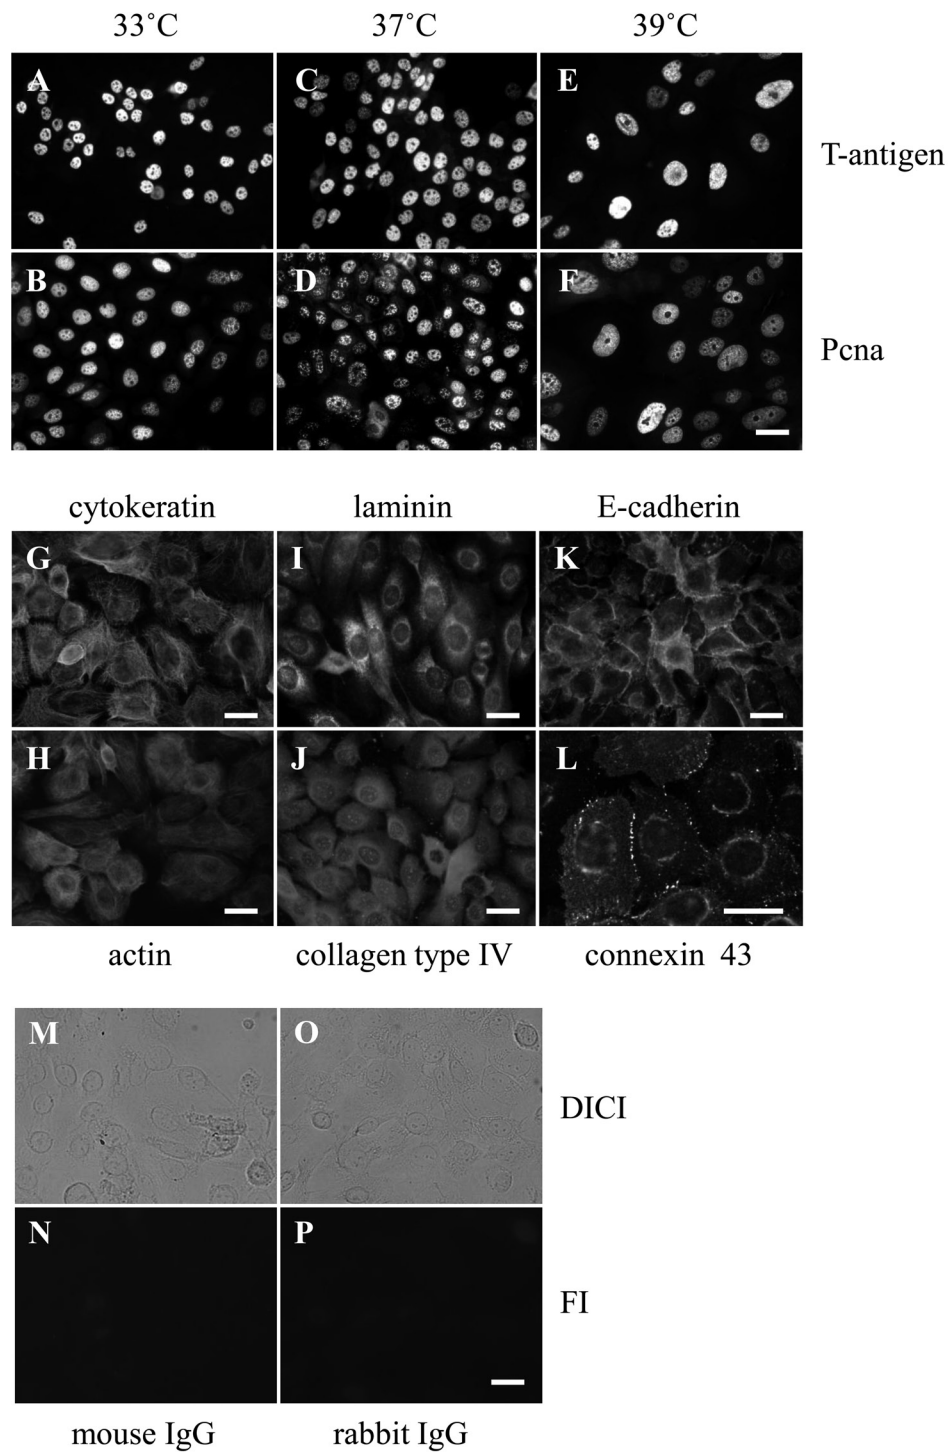 33˚C 37˚C 39˚C
A C E
T-antigen
B D F
Pcna
cytokeratin laminin E-cadherin
G I K
H J L
actin collagen type IV connexin 43
M O
DICI
N P
FI
mouse IgG rabbit IgG